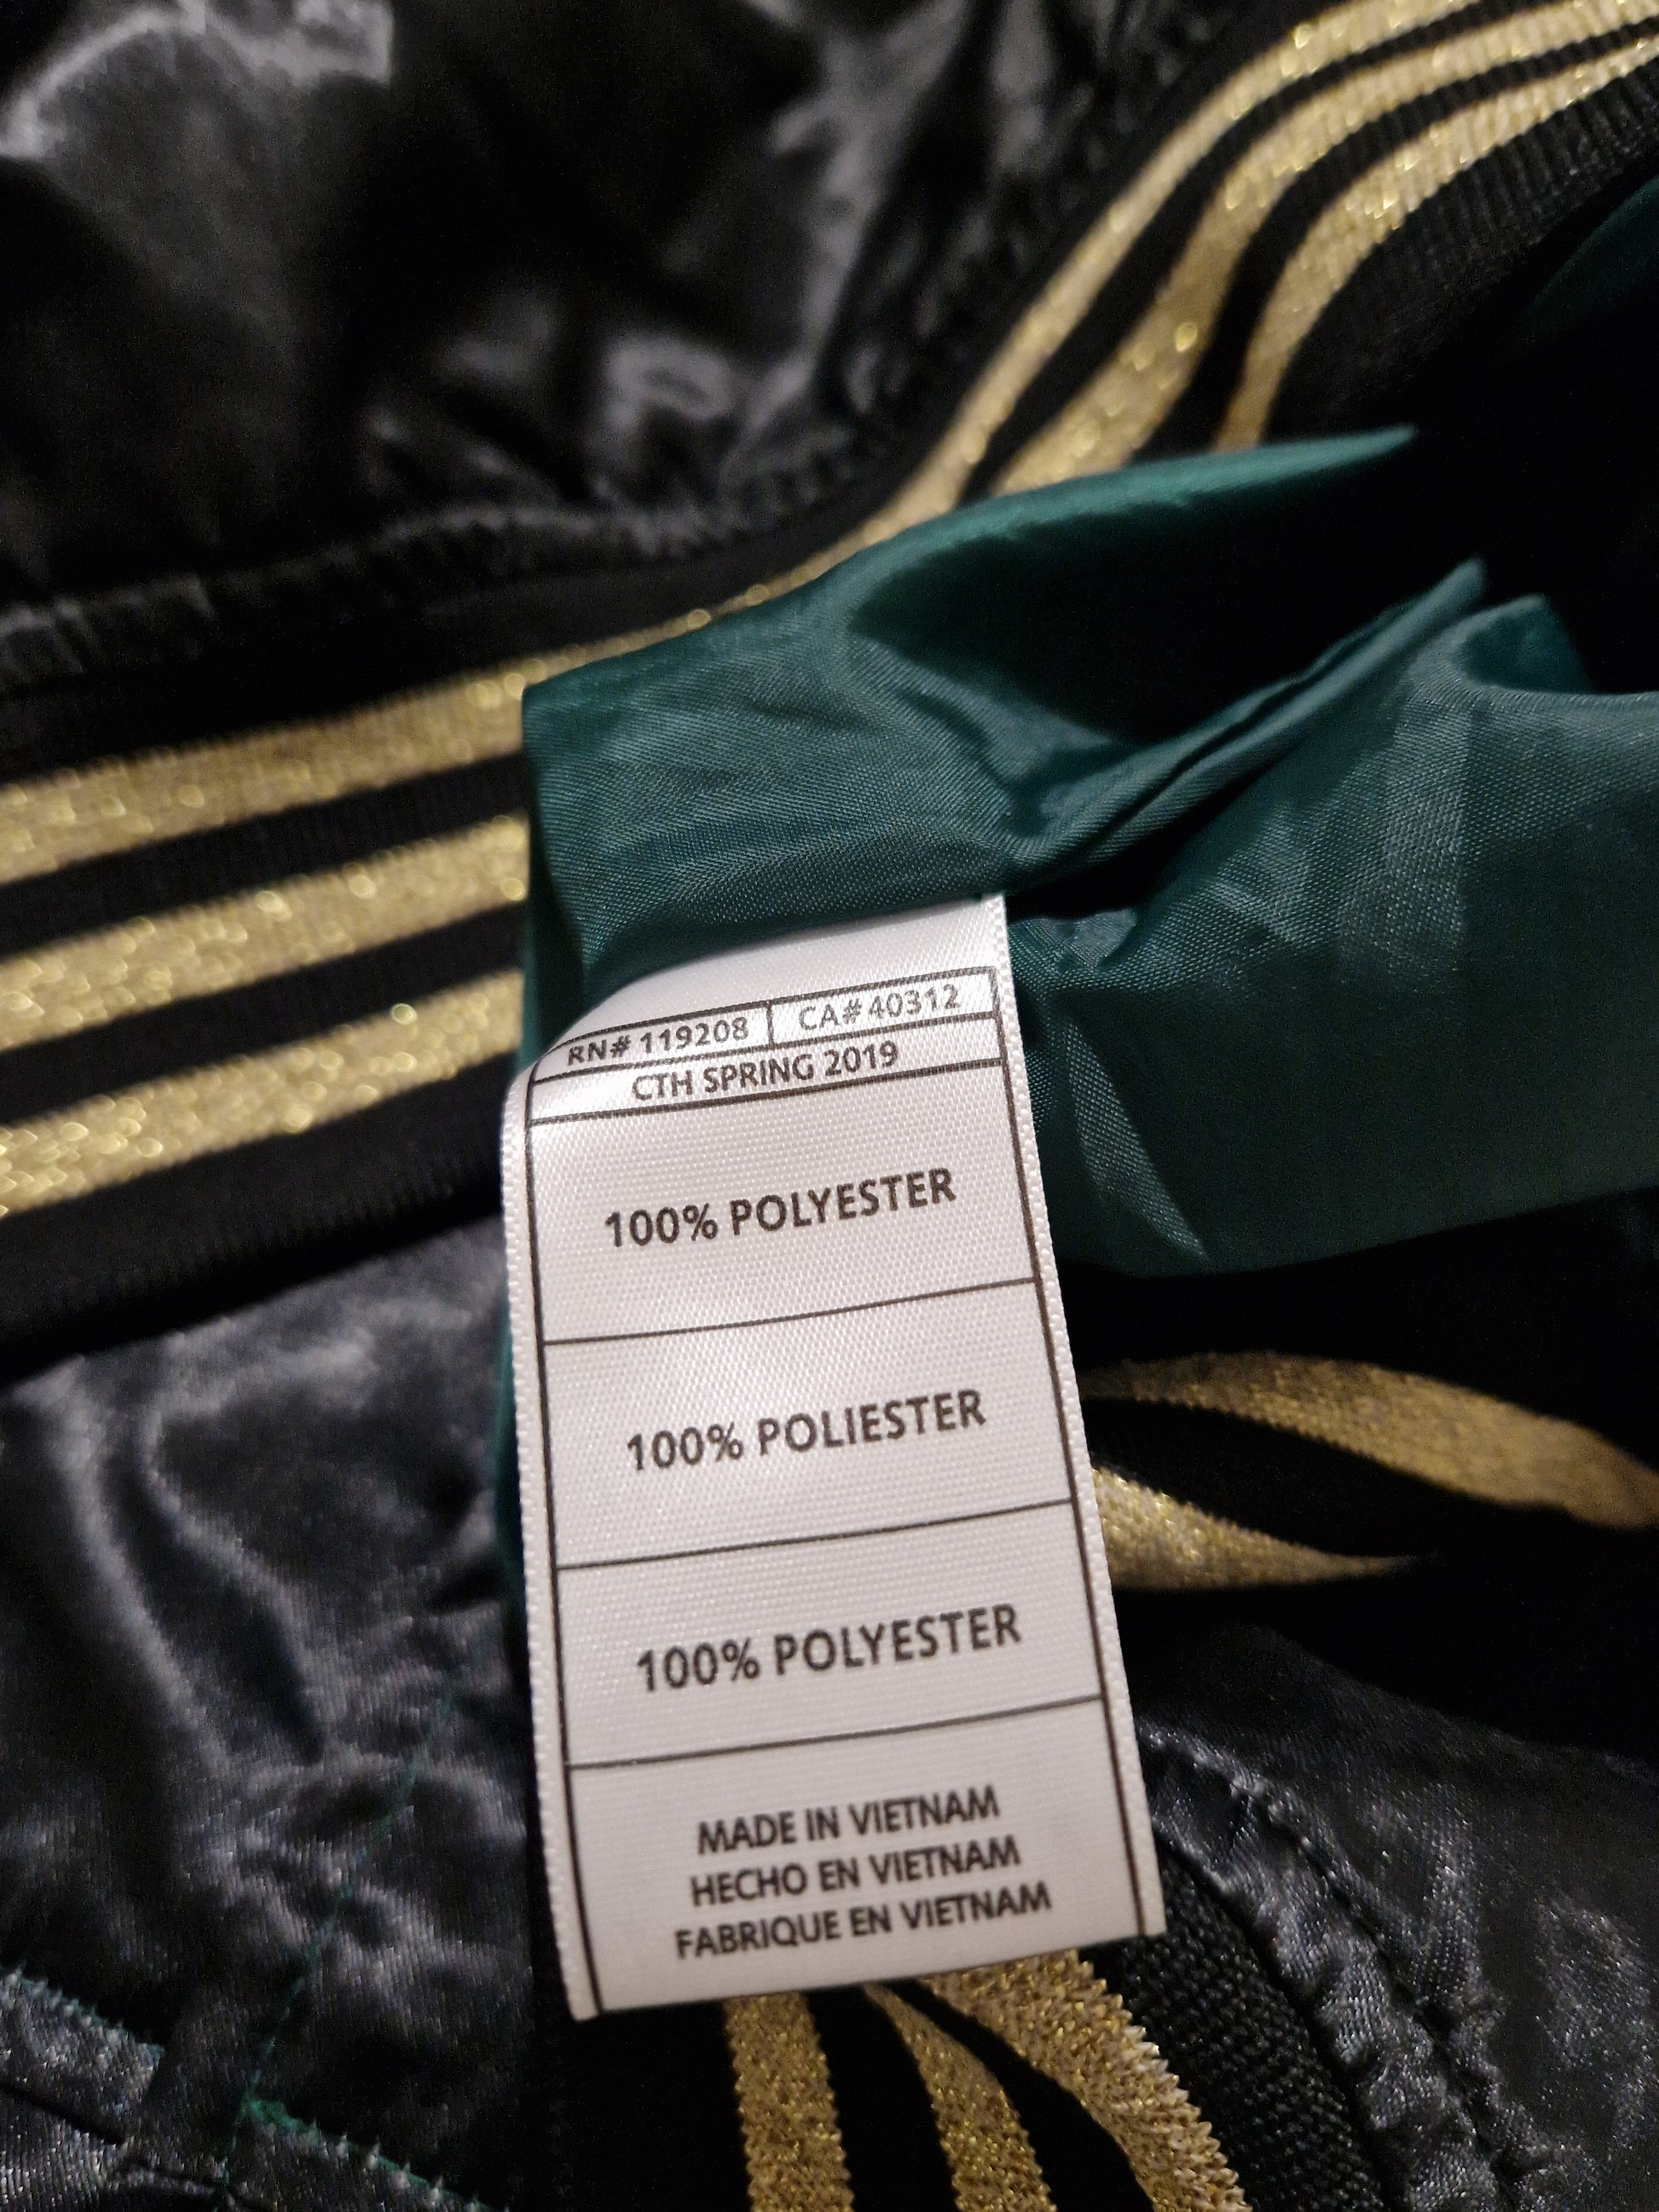 RN# 119208 CA# 40312
CTH SPRING 2019
100% POLYESTER
100% POLIESTER
100% POLYESTER
MADE IN VIETNAM
HECHO EN VIETNAM
FABRIQUE EN VIETNAM